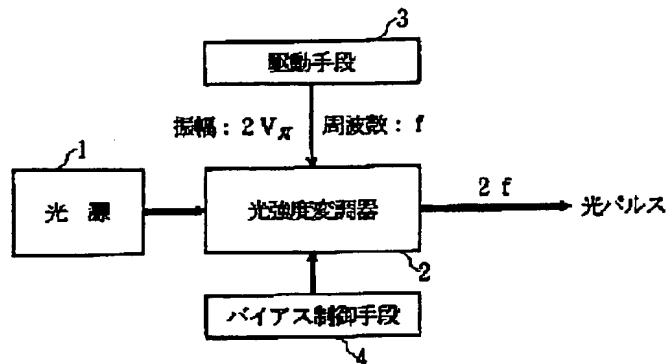 3
駆動手段
振幅：2Vπ 周波数：f
1
光 源
光強度変調器
2f
光パルス
2
バイアス制御手段
4